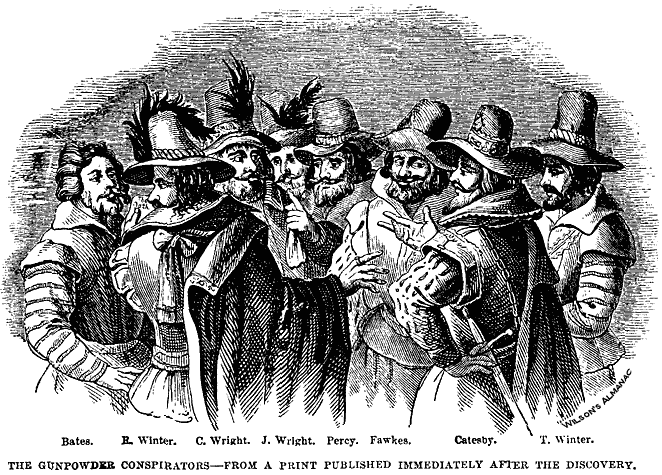 WILSON'S ALMANAC
Bates. R. Winter. C. Wright. J. Wright. Percy. Fawkes. Catesby. T. Winter.
THE GUNPOWDER CONSPIRATORS—FROM A PRINT PUBLISHED IMMEDIATELY AFTER THE DISCOVERY.